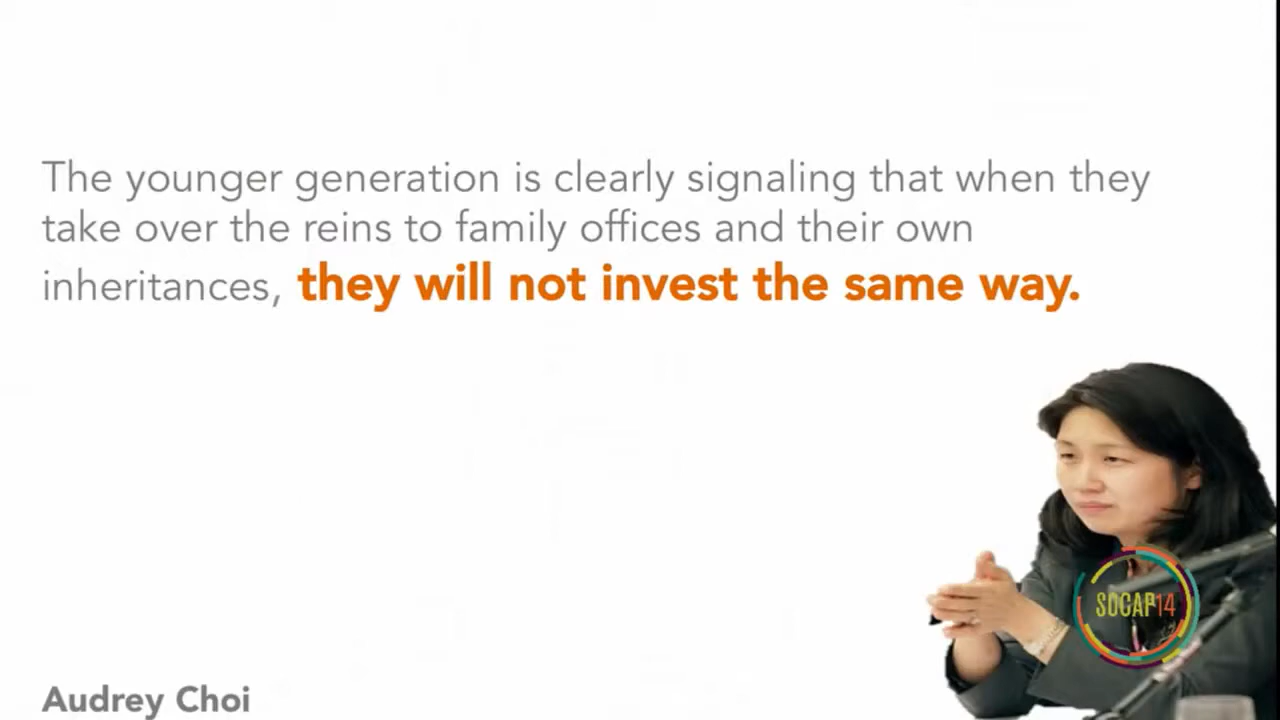 The younger generation is clearly signaling that when they
take over the reins to family offices and their own
inheritances, they will not invest the same way.
SOCAP14
Audrey Choi